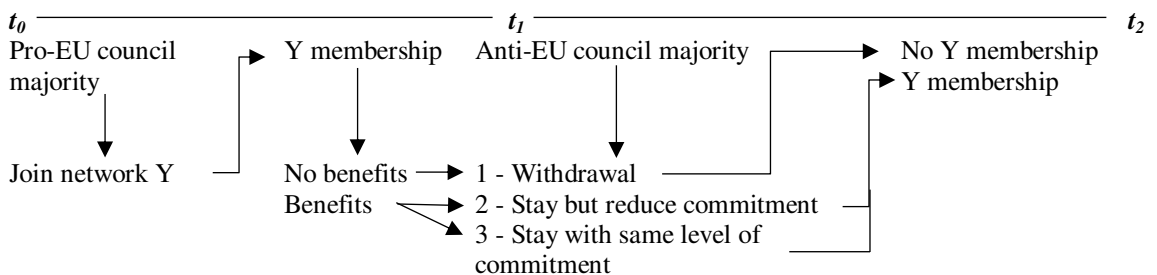 t0 t1 t2
Pro-EU council Y membership Anti-EU council majority No Y membership
majority Y membership
Join network Y No benefits 1 - Withdrawal
Benefits 2 - Stay but reduce commitment
3 - Stay with same level of
commitment